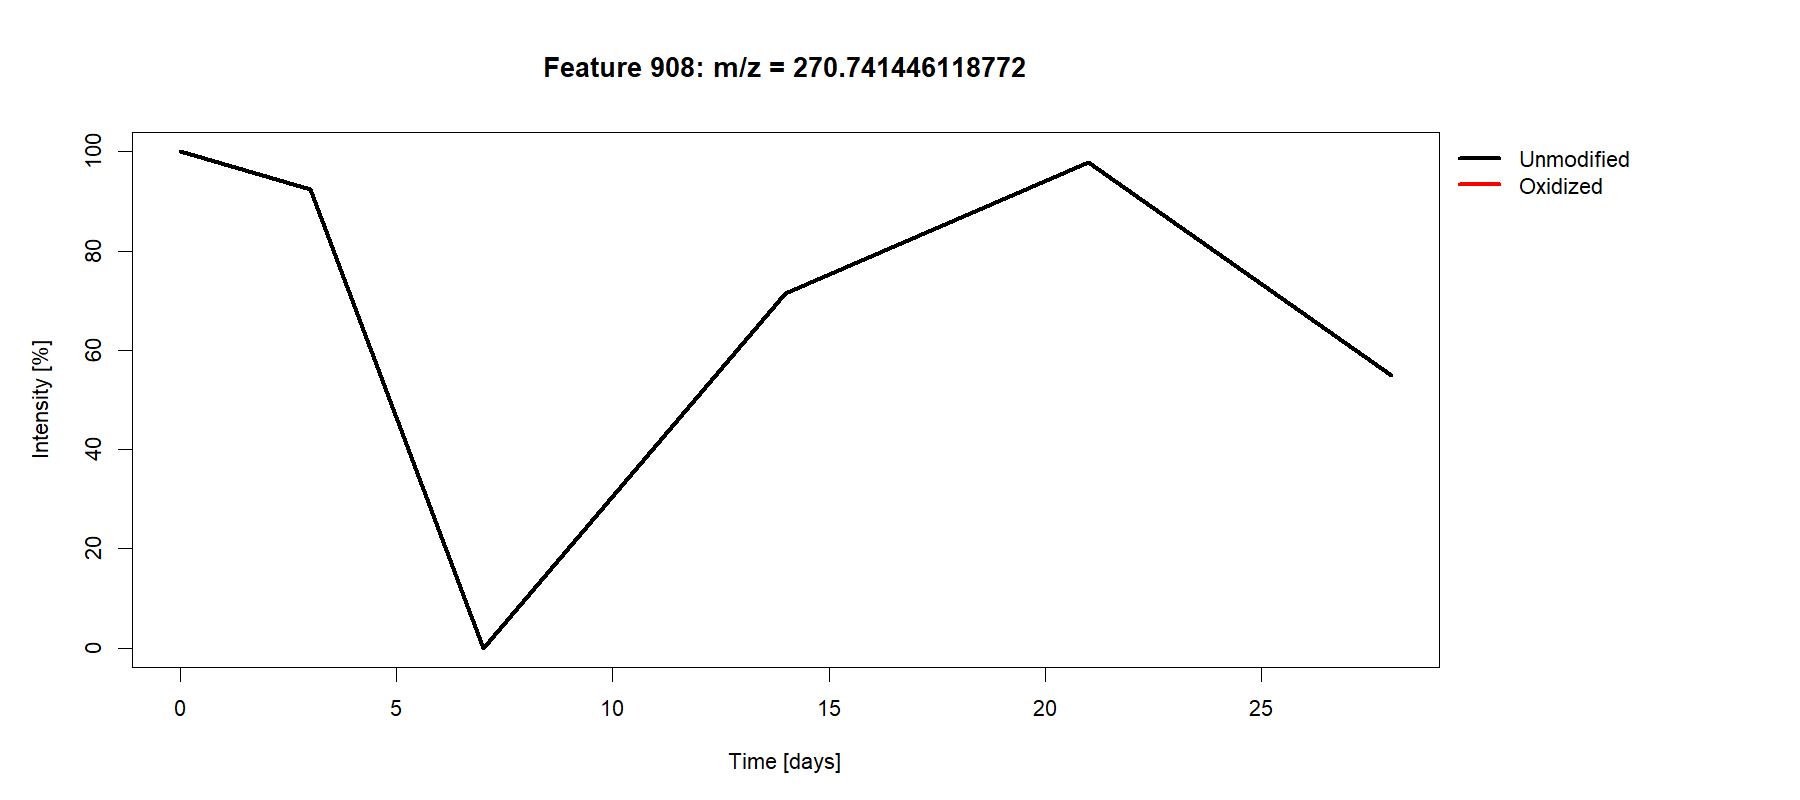 Feature 908: m/z = 270.741446118772
Unmodified
Oxidized
100
80
60
40
20
0
Intensity [%]
0 5 10 15 20 25
Time [days]